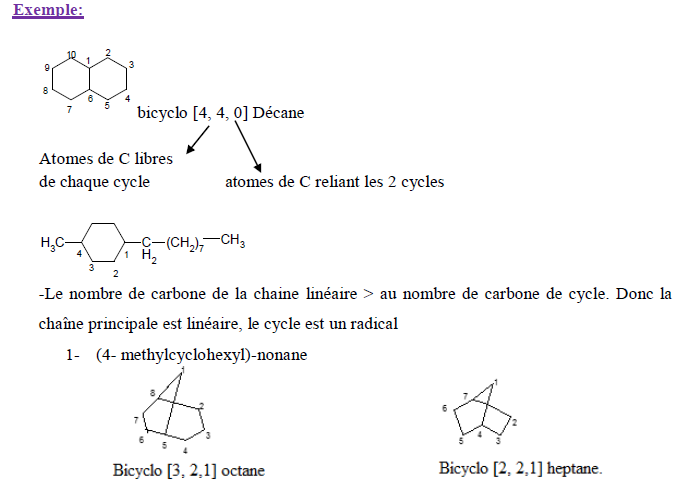 Exemple:
10 1 2 3 4 5 6 7 8 9
bicyclo [4, 4, 0] Décane
Atomes de C libres
de chaque cycle atomes de C reliant les 2 cycles
H3C 4 3 2 1 C H2 (CH2)7 CH3
-Le nombre de carbone de la chaine linéaire > au nombre de carbone de cycle. Donc la
chaîne principale est linéaire, le cycle est un radical
1- (4- methylcyclohexyl)-nonane
1 2 3 4 5 6 7 8
1 2 3 4 5 6 7
Bicyclo [3, 2,1] octane Bicyclo [2, 2,1] heptane.